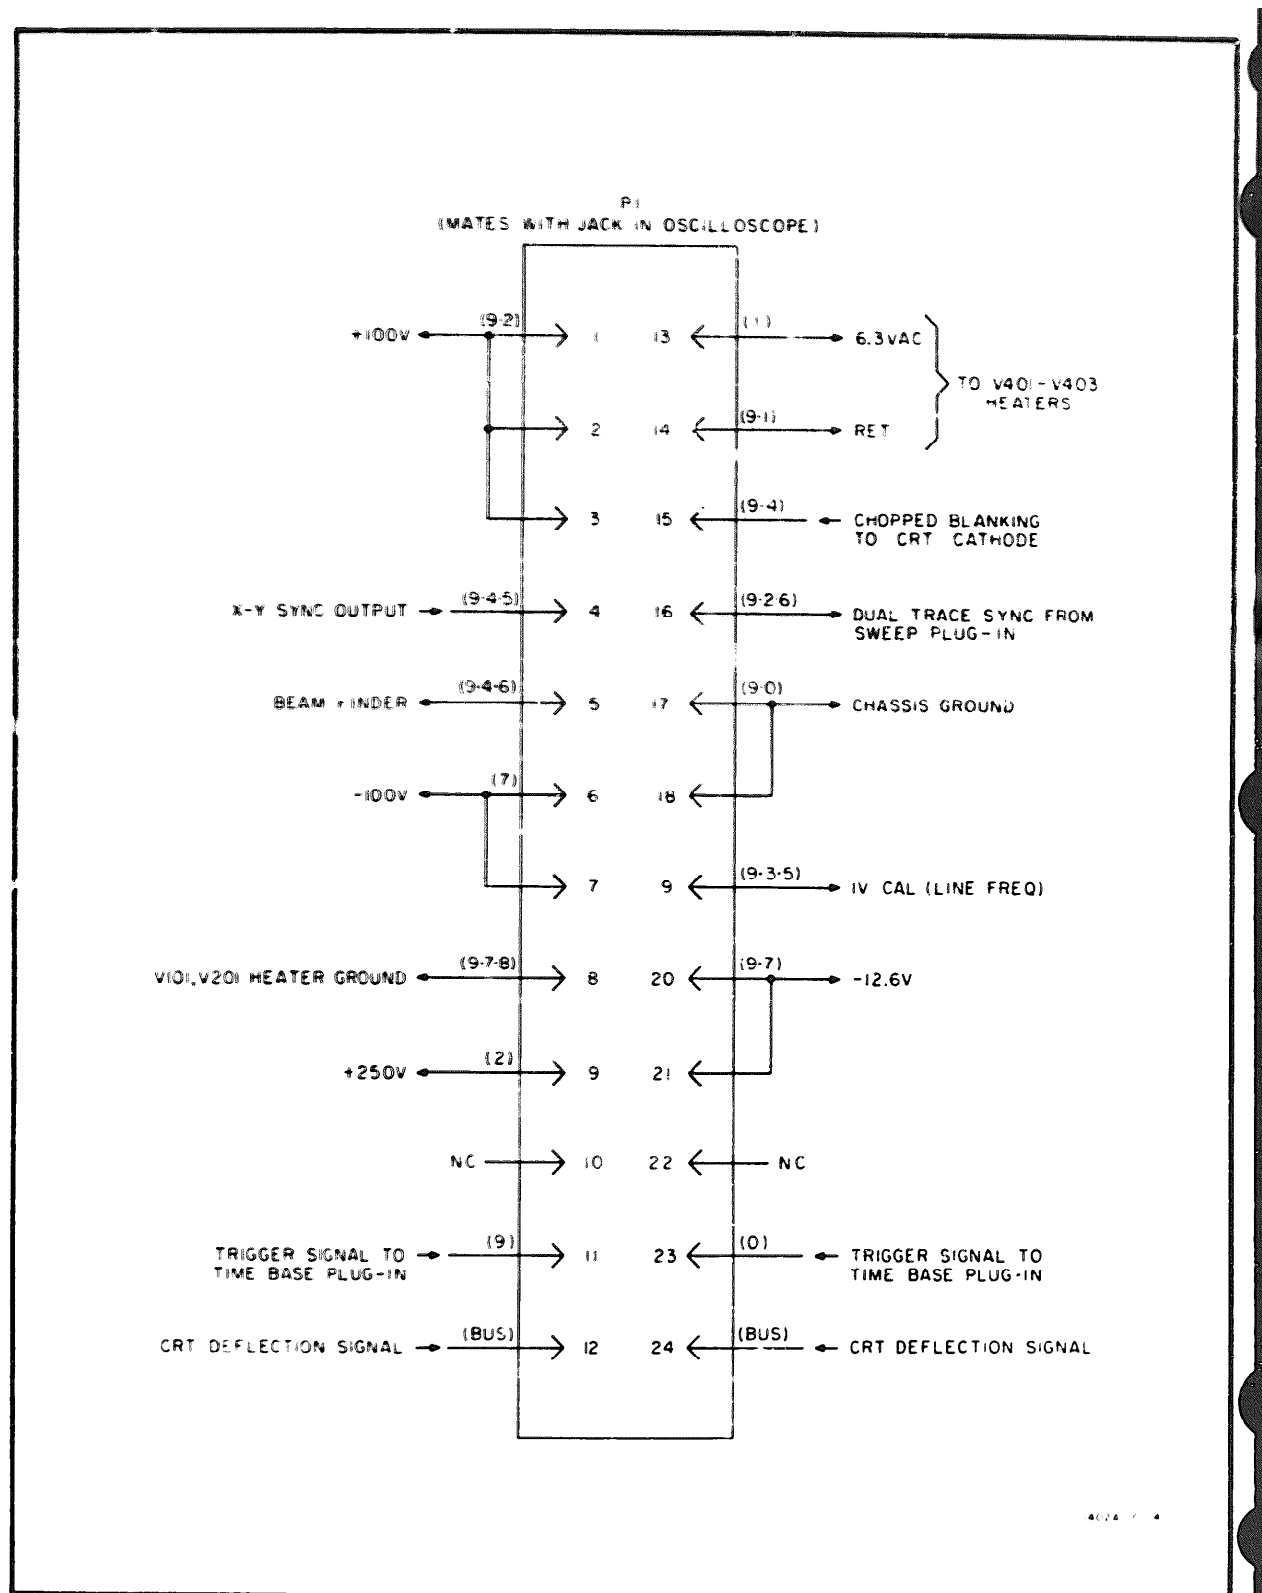 P1
(MATES WITH JACK IN OSCILLOSCOPE)
+100V (9-2) 1 13 (1) 6.3VAC
TO V401-V403
HEATERS
2 14 (9-1) RET
3 15 (9-4) CHOPPED BLANKING
TO CRT CATHODE
X-Y SYNC OUTPUT (9-4-5) 4 16 (9-2-6) DUAL TRACE SYNC FROM
SWEEP PLUG-IN
BEAM FINDER (9-4-6) 5 17 (9-0) CHASSIS GROUND
-100V (7) 6 18
7 9 (9-3-5) 1V CAL (LINE FREQ)
V101, V201 HEATER GROUND (9-7-8) 8 20 (9-7) -12.6V
+250V (2) 9 21
NC 10 22 NC
TRIGGER SIGNAL TO (9) 11 23 (0) TRIGGER SIGNAL TO
TIME BASE PLUG-IN TIME BASE PLUG-IN
CRT DEFLECTION SIGNAL (BUS) 12 24 (BUS) CRT DEFLECTION SIGNAL